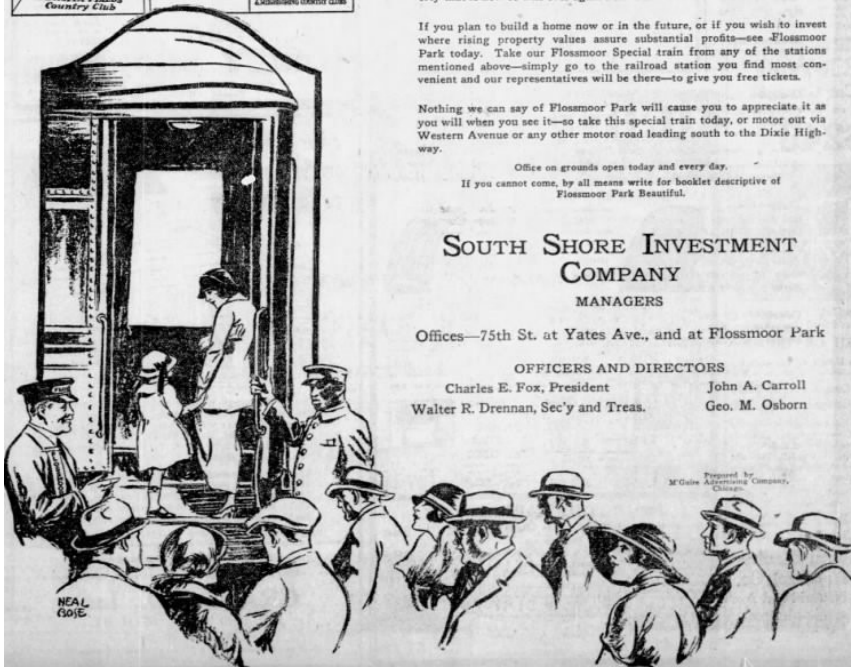 Country Club
If you plan to build a home now or in the future, or if you wish to invest
where rising property values assure substantial profits—see Flossmoor
Park today. Take our Flossmoor Special train from any of the stations
mentioned above—simply go to the railroad station you find most con-
venient and our representatives will be there—to give you free tickets.
Nothing we can say of Flossmoor Park will cause you to appreciate it as
you will when you see it—so take this special train today, or motor out via
Western Avenue or any other motor road leading south to the Dixie High-
way.
Office on grounds open today and every day.
If you cannot come, by all means write for booklet descriptive of
Flossmoor Park Beautiful.
SOUTH SHORE INVESTMENT
COMPANY
MANAGERS
Offices—75th St. at Yates Ave., and at Flossmoor Park
OFFICERS AND DIRECTORS
Charles E. Fox, President John A. Carroll
Walter R. Drennan, Sec'y and Treas. Geo. M. Osborn
Prepared by
McGuire Advertising Company,
Chicago.
NEAL
BOSE